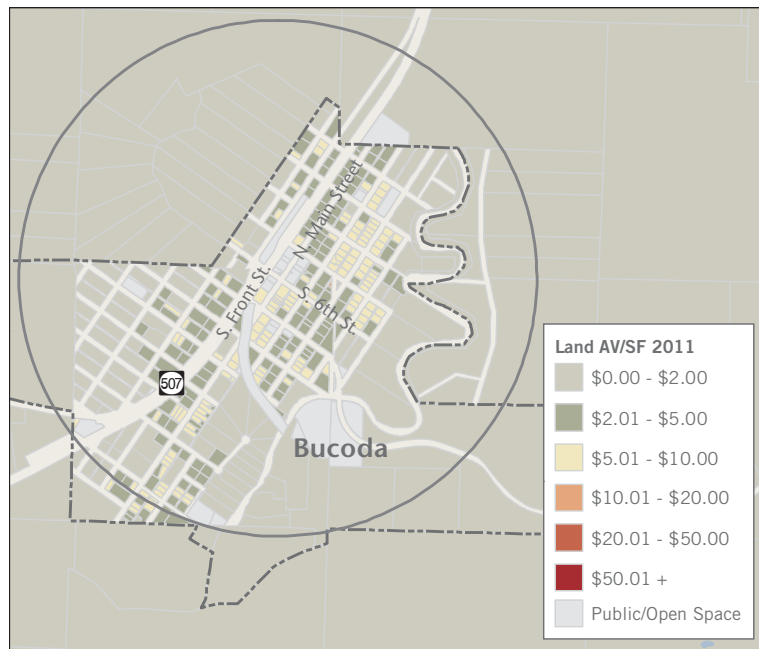 N. Main Street
S. Front St.
S. 6th St.
507
Bucoda
Land AV/SF 2011
$0.00 - $2.00
$2.01 - $5.00
$5.01 - $10.00
$10.01 - $20.00
$20.01 - $50.00
$50.01 +
Public/Open Space